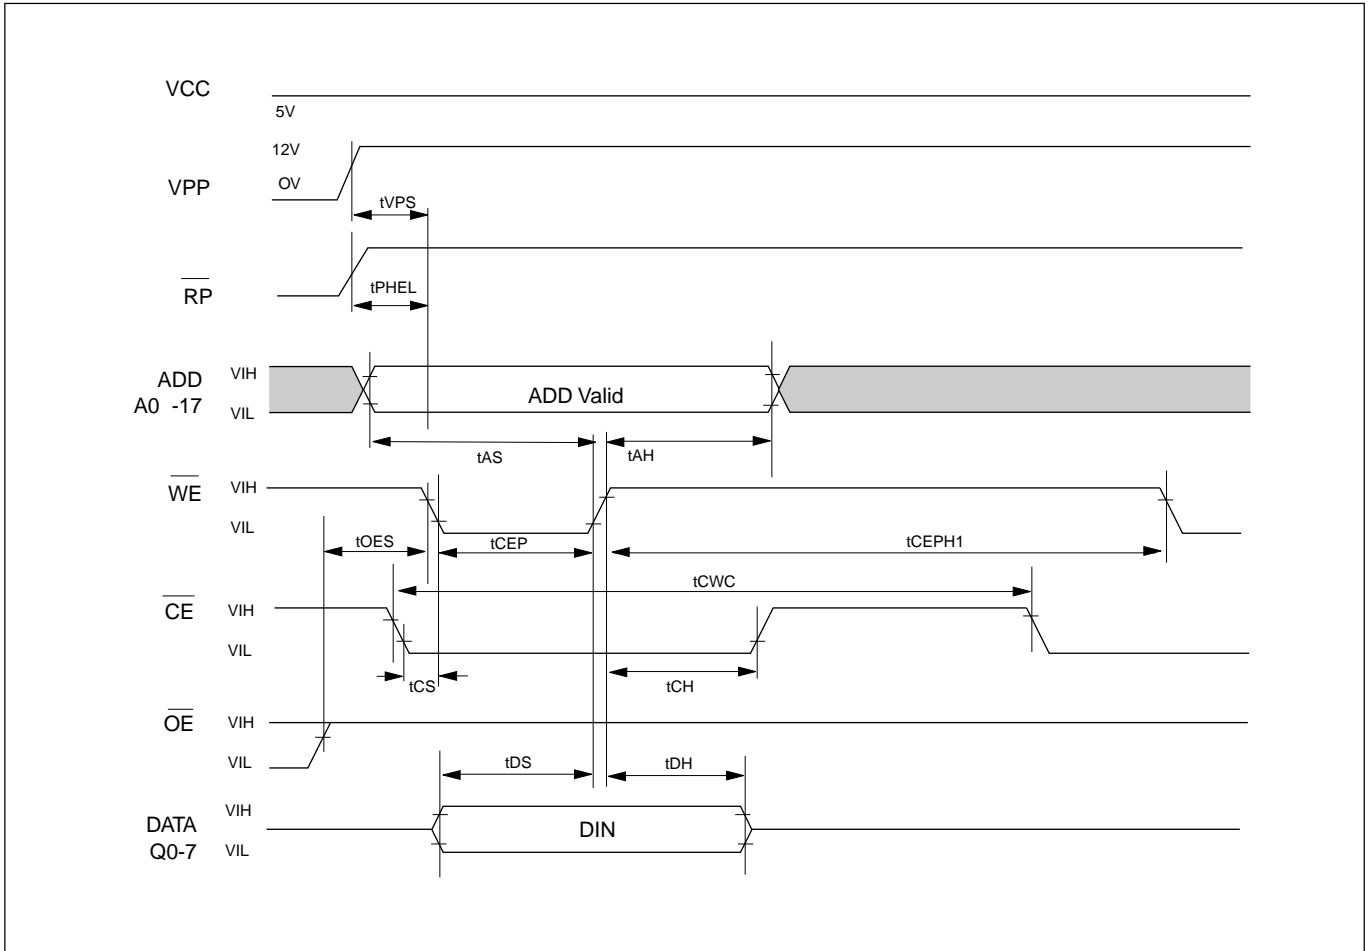 VCC
5V
12V
VPP
OV
tVPS
RP
tPHEL
ADD
A0 -17
VIH
VIL
ADD Valid
tAS
tAH
WE
VIH
VIL
tOES
tCEP
tCEPH1
tCWC
CE
VIH
VIL
tCS
tCH
OE
VIH
VIL
tDS
tDH
DATA
Q0-7
VIH
VIL
DIN